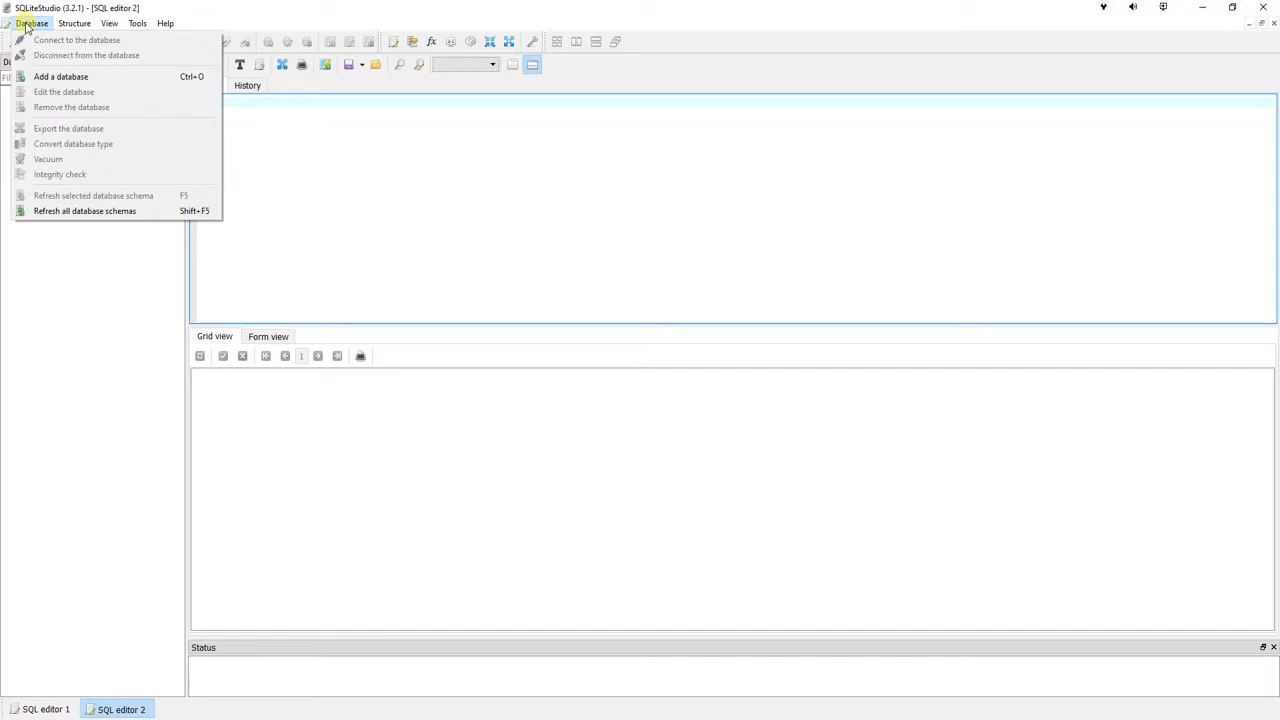 SQLiteStudio (3.2.1) - [SQL editor 2]
Database Structure View Tools Help
Connect to the database
Disconnect from the database
Add a database Ctrl+O
Edit the database
Remove the database
Export the database
Convert database type
Vacuum
Integrity check
Refresh selected database schema F5
Refresh all database schemas Shift+F5
History
Grid view Form view
1
Status
SQL editor 1 SQL editor 2